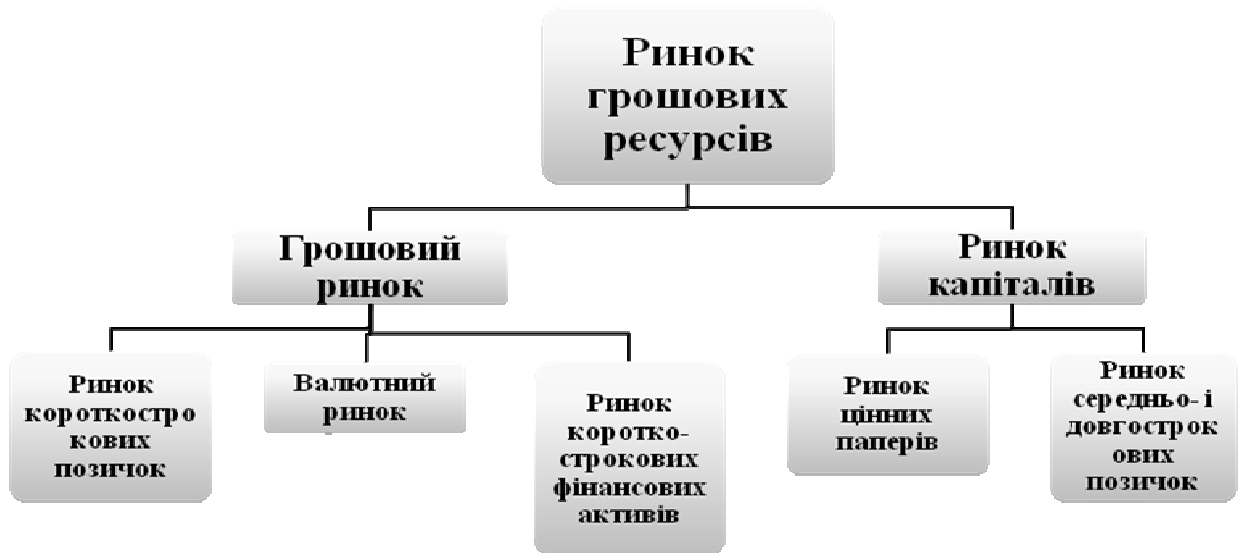 Ринок
грошових
ресурсів
Грошовий
ринок
Ринок
капіталів
Ринок
короткостро
кових
позичок
Валютний
ринок
Ринок
коротко-
строкових
фінансових
активів
Ринок
цінних
паперів
Ринок
середньо- і
довгострок
ових
позичок